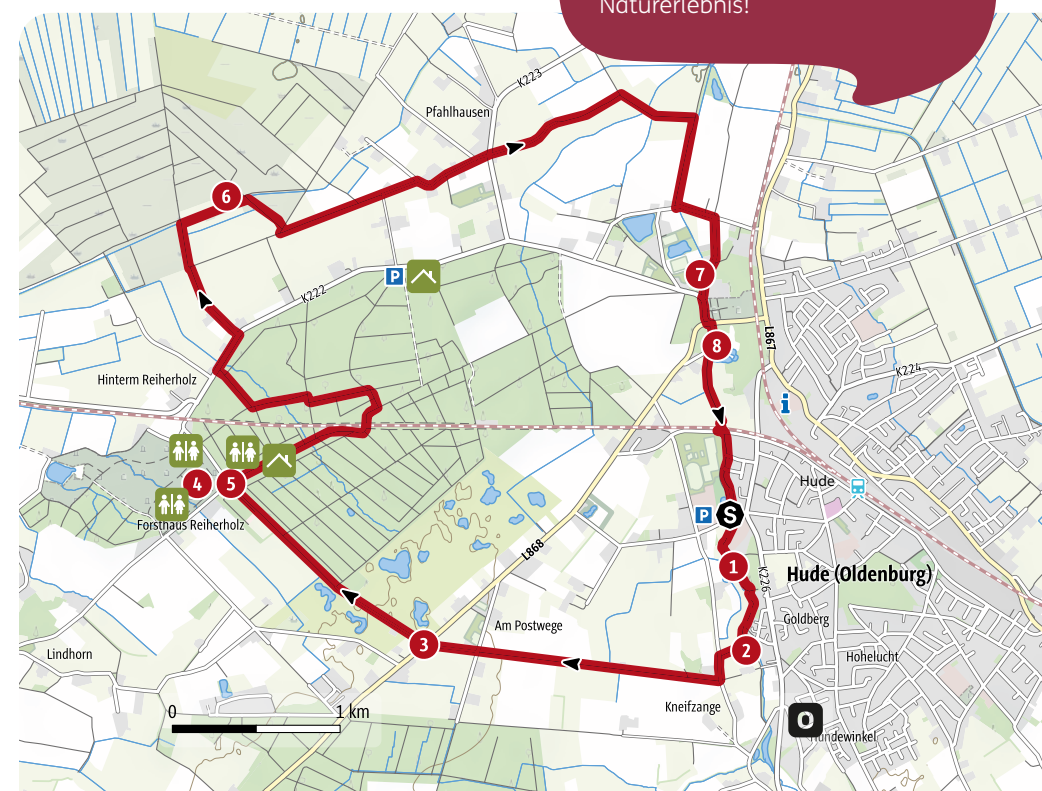 Naturerlebnis!
K223
Pfahlhausen
6
7
P
K222
8
L867
K224
Hinterm Reiherholz
i
4
5
Hude
P
S
Forsthaus Reiherholz
L868
1
K226
Hude (Oldenburg)
Goldberg
Am Postwege
3
2
Lindhorn
Hohelucht
0
1 km
Kneifzange
O
Hundewinkel